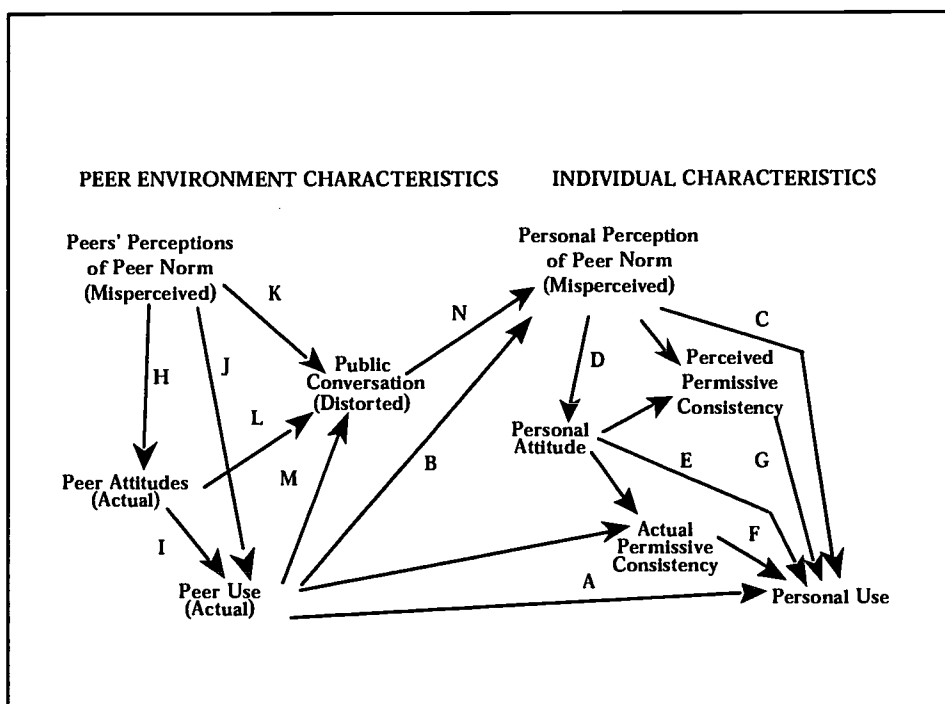 PEER ENVIRONMENT CHARACTERISTICS
INDIVIDUAL CHARACTERISTICS
Peers' Perceptions
of Peer Norm
(Misperceived)
K
H
J
L
Public
Conversation
(Distorted)
M
N
Peer Attitudes
(Actual)
I
Peer Use
(Actual)
B
A
Personal Perception
of Peer Norm
(Misperceived)
C
D
Perceived
Permissive
Consistency
Personal
Attitude
E
G
Actual
Permissive
Consistency
F
Personal Use